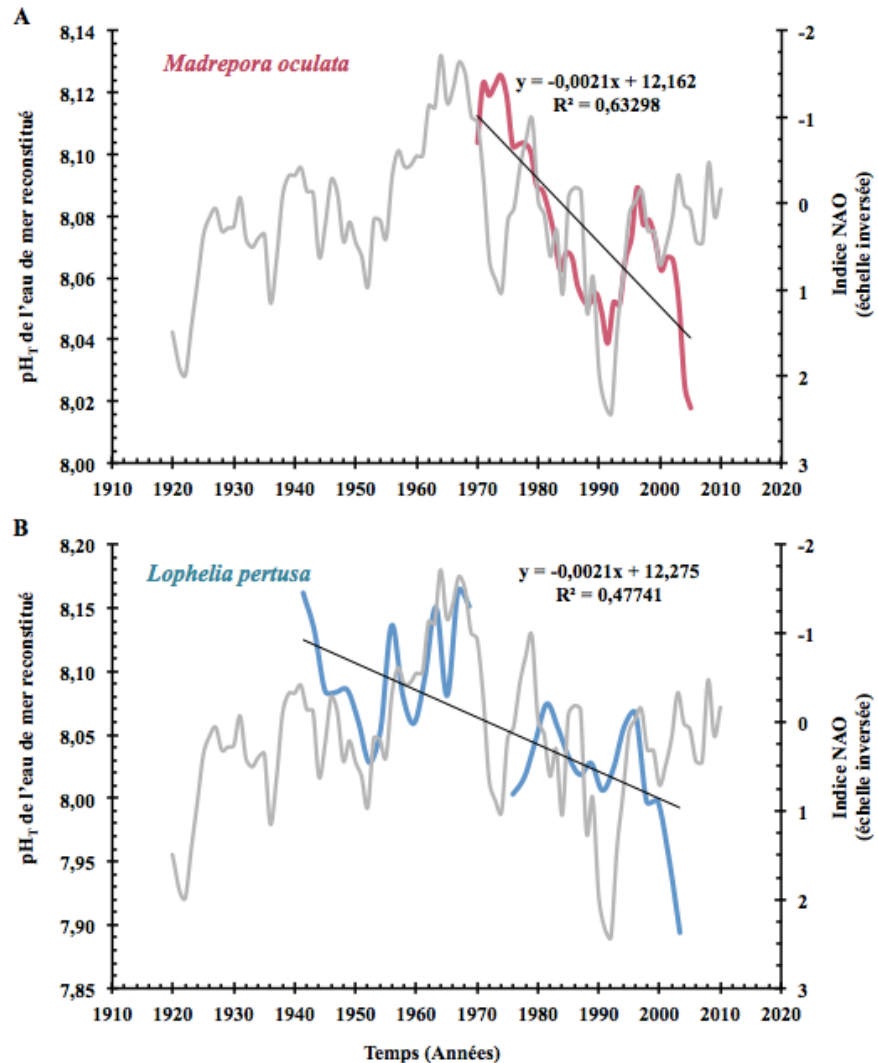 A
Madrepora oculata
y = -0,0021x + 12,162
R² = 0,63298
pH_T de l'eau de mer reconstitué
8,14
8,12
8,10
8,08
8,06
8,04
8,02
8,00
Indice NAO
(échelle inversée)
-2
-1
0
1
2
3
1910 1920 1930 1940 1950 1960 1970 1980 1990 2000 2010 2020
B
Lophelia pertusa
y = -0,0021x + 12,275
R² = 0,47741
pH_T de l'eau de mer reconstitué
8,20
8,15
8,10
8,05
8,00
7,95
7,90
7,85
Indice NAO
(échelle inversée)
-2
-1
0
1
2
3
1910 1920 1930 1940 1950 1960 1970 1980 1990 2000 2010 2020
Temps (Années)